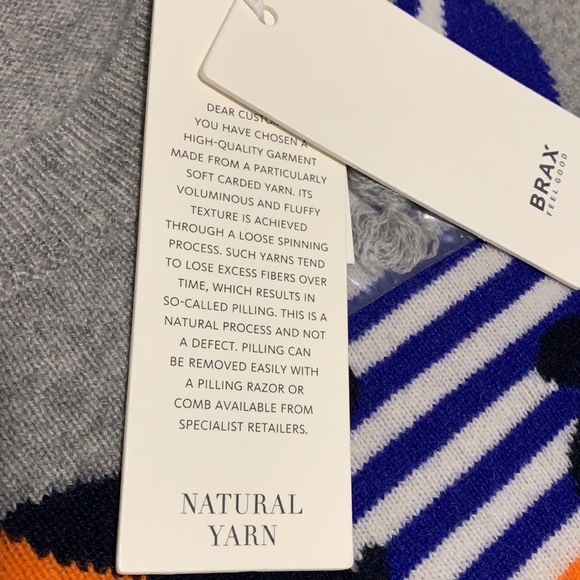 DEAR CUSTOMER
YOU HAVE CHOSEN A
HIGH-QUALITY GARMENT
MADE FROM A PARTICULARLY
SOFT CARDED YARN. ITS
VOLUMINOUS AND FLUFFY
TEXTURE IS ACHIEVED
THROUGH A LOOSE SPINNING
PROCESS. SUCH YARNS TEND
TO LOSE EXCESS FIBERS OVER
TIME, WHICH RESULTS IN
SO-CALLED PILLING. THIS IS A
NATURAL PROCESS AND NOT
A DEFECT. PILLING CAN
BE REMOVED EASILY WITH
A PILLING RAZOR OR
COMB AVAILABLE FROM
SPECIALIST RETAILERS.
NATURAL
YARN
BRAX
FEEL GOOD